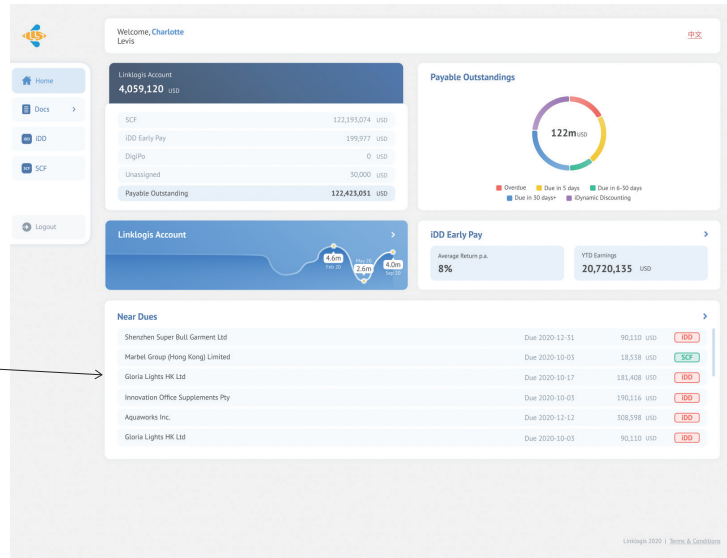 Welcome, Charlotte
Levis
中文
Home
Docs
iDD
iDD
SCF
SCF
Logout
Linklogis Account
4,059,120 USD
SCF 122,193,074 USD
iDD Early Pay 199,977 USD
DigiPo 0 USD
Unassigned 30,000 USD
Payable Outstanding 122,423,051 USD
Payable Outstandings
122m USD
Overdue Due in 5 days Due in 6-30 days
Due in 30 days+ iDynamic Discounting
Linklogis Account
4.6m
Feb 20
May 20
2.6m
4.0m
Sep 20
iDD Early Pay
Average Return p.a.
8%
YTD Earnings
20,720,135 USD
Near Dues
Shenzhen Super Bull Garment Ltd Due 2020-12-31 90,110 USD iDD
Marbel Group (Hong Kong) Limited Due 2020-10-03 18,538 USD SCF
Gloria Lights HK Ltd Due 2020-10-17 181,408 USD iDD
Innovation Office Supplements Pty Due 2020-10-03 190,116 USD iDD
Aquaworks Inc. Due 2020-12-12 308,598 USD iDD
Gloria Lights HK Ltd Due 2020-10-03 90,110 USD iDD
Linklogis 2020 | Terms & Conditions